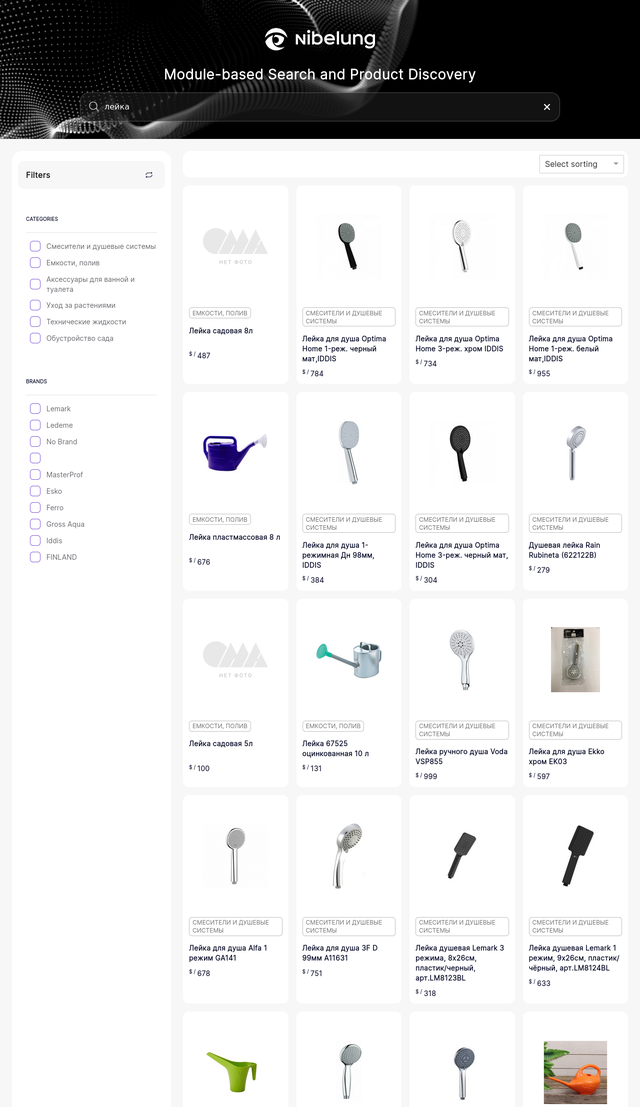 Nibelung
Module-based Search and Product Discovery
лейка
Filters
Select sorting
CATEGORIES
Смесители и душевые системы
Емкости, полив
Аксессуары для ванной и
туалета
Уход за растениями
Технические жидкости
Обустройство сада
BRANDS
Lemark
Ledeme
No Brand
MasterProf
Esko
Ferro
Gross Aqua
Iddis
FINLAND
ОМА
НЕТ ФОТО
ЕМКОСТИ, ПОЛИВ
Лейка садовая 8л
$ / 487
СМЕСИТЕЛИ И ДУШЕВЫЕ
СИСТЕМЫ
Лейка для душа Optima
Home 1-реж. черный
мат,IDDIS
$ / 784
СМЕСИТЕЛИ И ДУШЕВЫЕ
СИСТЕМЫ
Лейка для душа Optima
Home 3-реж. хром IDDIS
$ / 734
СМЕСИТЕЛИ И ДУШЕВЫЕ
СИСТЕМЫ
Лейка для душа Optima
Home 1-реж. белый
мат,IDDIS
$ / 955
ЕМКОСТИ, ПОЛИВ
Лейка пластмассовая 8 л
$ / 676
СМЕСИТЕЛИ И ДУШЕВЫЕ
СИСТЕМЫ
Лейка для душа 1-
режимная Дн 98мм,
IDDIS
$ / 384
СМЕСИТЕЛИ И ДУШЕВЫЕ
СИСТЕМЫ
Лейка для душа Optima
Home 3-реж. черный мат,
IDDIS
$ / 304
СМЕСИТЕЛИ И ДУШЕВЫЕ
СИСТЕМЫ
Душевая лейка Rain
Rubineta (622122B)
$ / 279
ОМА
НЕТ ФОТО
ЕМКОСТИ, ПОЛИВ
Лейка садовая 5л
$ / 100
ЕМКОСТИ, ПОЛИВ
Лейка 67525
оцинкованная 10 л
$ / 131
СМЕСИТЕЛИ И ДУШЕВЫЕ
СИСТЕМЫ
Лейка ручного душа Voda
VSP855
$ / 999
СМЕСИТЕЛИ И ДУШЕВЫЕ
СИСТЕМЫ
Лейка для душа Ekko
хром EK03
$ / 597
СМЕСИТЕЛИ И ДУШЕВЫЕ
СИСТЕМЫ
Лейка для душа Alfa 1
режим GA141
$ / 678
СМЕСИТЕЛИ И ДУШЕВЫЕ
СИСТЕМЫ
Лейка для душа 3F D
99мм A11631
$ / 751
СМЕСИТЕЛИ И ДУШЕВЫЕ
СИСТЕМЫ
Лейка душевая Lemark 3
режима, 8х26см,
пластик/черный,
арт.LM8123BL
$ / 318
СМЕСИТЕЛИ И ДУШЕВЫЕ
СИСТЕМЫ
Лейка душевая Lemark 1
режим, 9х26см, пластик/
чёрный, арт.LM8124BL
$ / 633